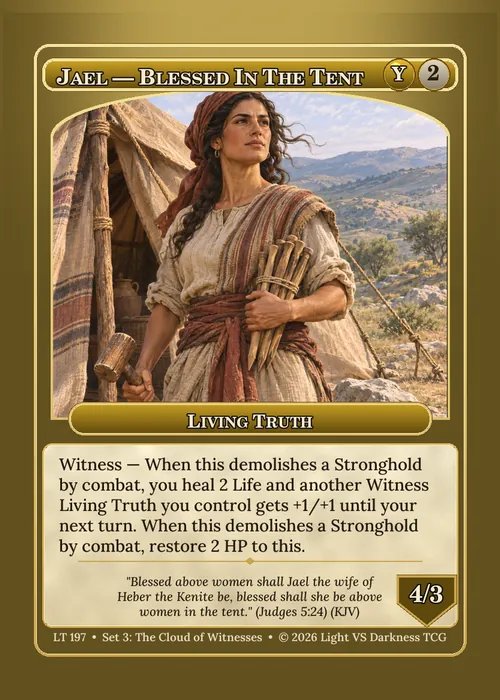 Jael — Blessed In The Tent Y 2
Living Truth
Witness — When this demolishes a Stronghold
by combat, you heal 2 Life and another Witness
Living Truth you control gets +1/+1 until your
next turn. When this demolishes a Stronghold
by combat, restore 2 HP to this.
"Blessed above women shall Jael the wife of
Heber the Kenite be, blessed shall she be above
women in the tent." (Judges 5:24) (KJV)
4/3
LT 197 • Set 3: The Cloud of Witnesses • © 2026 Light VS Darkness TCG